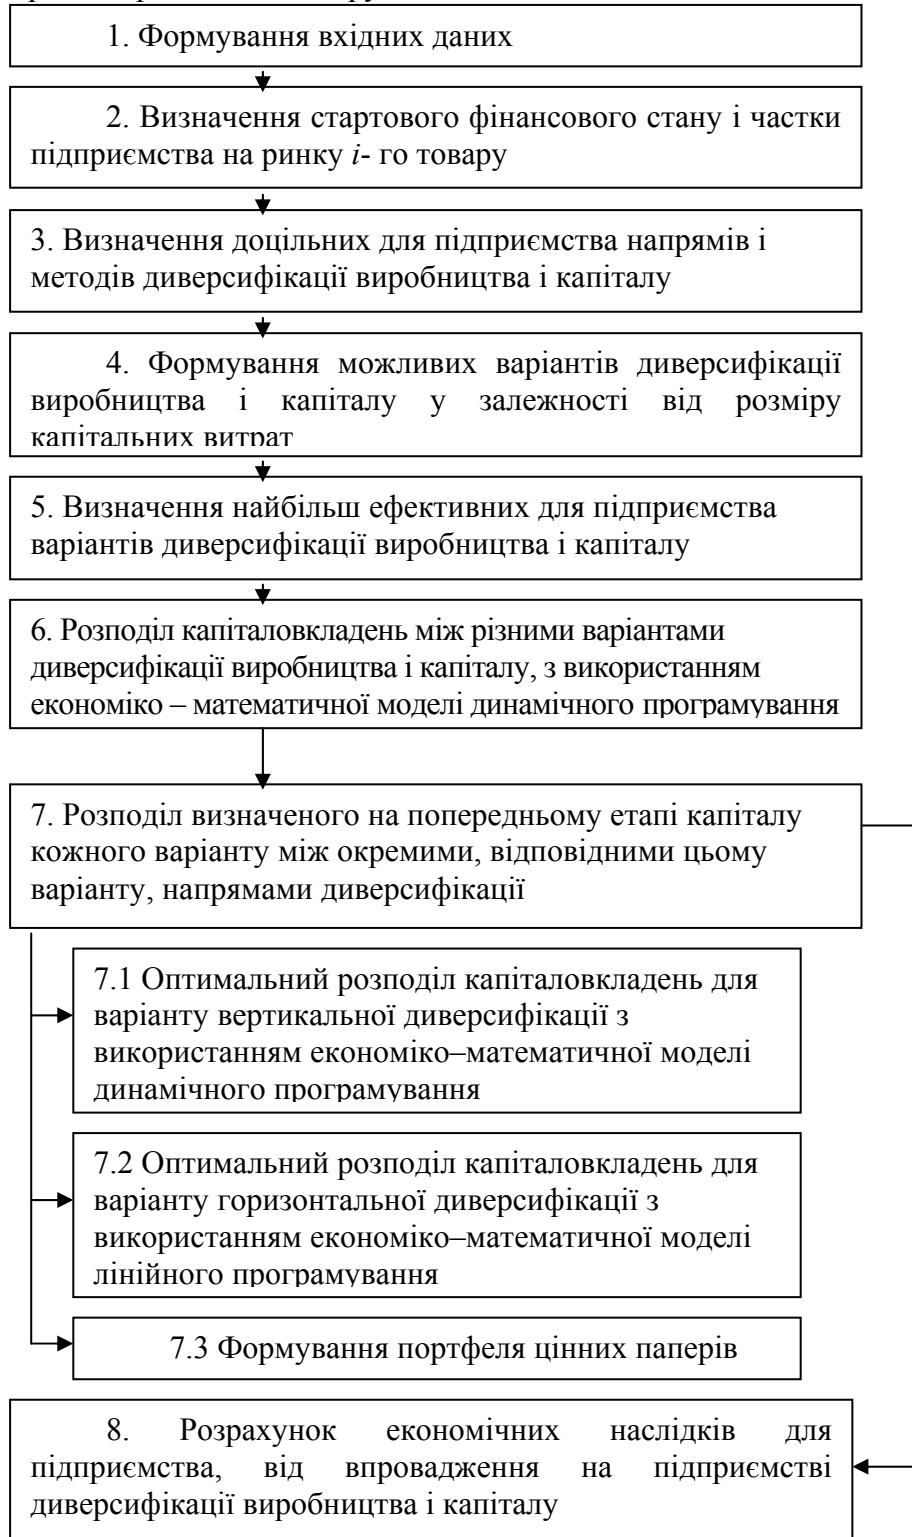 1. Формування вхідних даних
2. Визначення стартового фінансового стану і частки
підприємства на ринку i- го товару
3. Визначення доцільних для підприємства напрямів і
методів диверсифікації виробництва і капіталу
4. Формування можливих варіантів диверсифікації
виробництва і капіталу у залежності від розміру
капітальних витрат
5. Визначення найбільш ефективних для підприємства
варіантів диверсифікації виробництва і капіталу
6. Розподіл капіталовкладень між різними варіантами
диверсифікації виробництва і капіталу, з використанням
економіко – математичної моделі динамічного програмування
7. Розподіл визначеного на попередньому етапі капіталу
кожного варіанту між окремими, відповідними цьому
варіанту, напрямами диверсифікації
7.1 Оптимальний розподіл капіталовкладень для
варіанту вертикальної диверсифікації з
використанням економіко–математичної моделі
динамічного програмування
7.2 Оптимальний розподіл капіталовкладень для
варіанту горизонтальної диверсифікації з
використанням економіко–математичної моделі
лінійного програмування
7.3 Формування портфеля цінних паперів
8. Розрахунок економічних наслідків для
підприємства, від впровадження на підприємстві
диверсифікації виробництва і капіталу